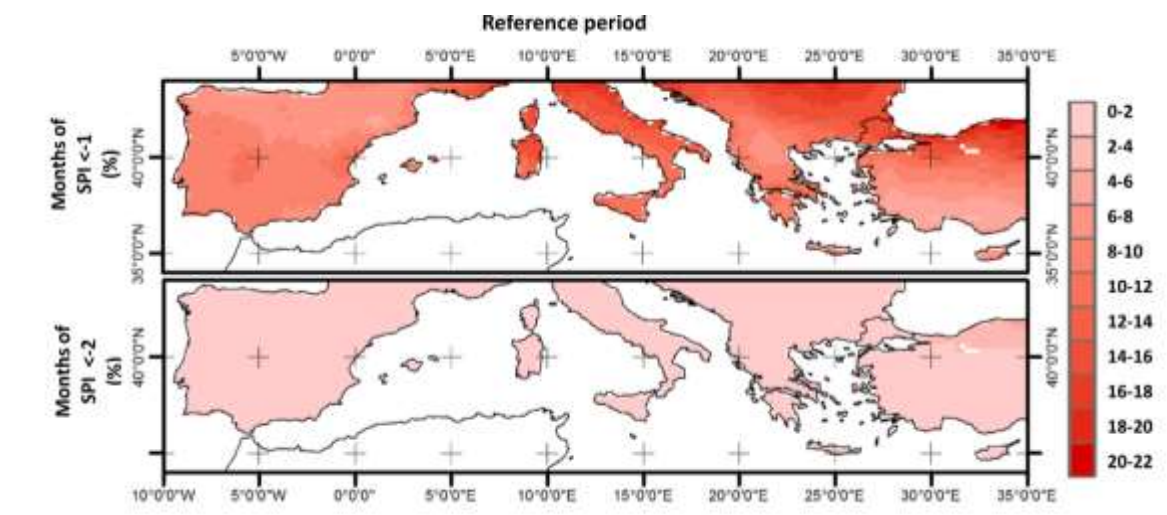 Reference period
5°0'0"W 0°0'0" 5°0'0"E 10°0'0"E 15°0'0"E 20°0'0"E 25°0'0"E 30°0'0"E 35°0'0"E
Months of
SPI <-1
(%)
40°0'0"N
35°0'0"N
40°0'0"N
35°0'0"N
Months of
SPI <-2
(%)
40°0'0"N
40°0'0"N
10°0'0"W 5°0'0"W 0°0'0" 5°0'0"E 10°0'0"E 15°0'0"E 20°0'0"E 25°0'0"E 30°0'0"E 35°0'0"E
0-2
2-4
4-6
6-8
8-10
10-12
12-14
14-16
16-18
18-20
20-22